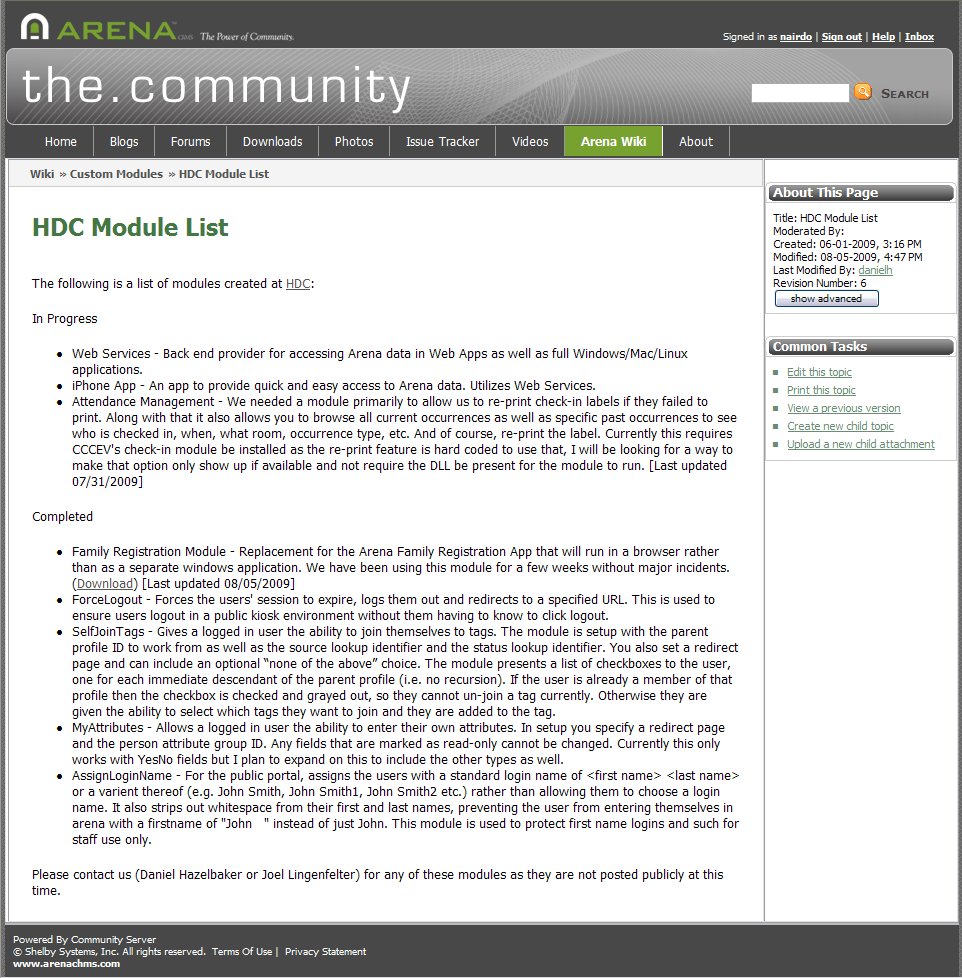 ARENA CHMS The Power of Community.
Signed in as nairdo | Sign out | Help | Inbox
the.community
SEARCH
Home Blogs Forums Downloads Photos Issue Tracker Videos Arena Wiki About
Wiki » Custom Modules » HDC Module List
HDC Module List
The following is a list of modules created at HDC:
In Progress
• Web Services - Back end provider for accessing Arena data in Web Apps as well as full Windows/Mac/Linux
applications.
• iPhone App - An app to provide quick and easy access to Arena data. Utilizes Web Services.
• Attendance Management - We needed a module primarily to allow us to re-print check-in labels if they failed to
print. Along with that it also allows you to browse all current occurrences as well as specific past occurrences to see
who is checked in, when, what room, occurrence type, etc. And of course, re-print the label. Currently this requires
CCCEV's check-in module be installed as the re-print feature is hard coded to use that, I will be looking for a way to
make that option only show up if available and not require the DLL be present for the module to run. [Last updated
07/31/2009]
Completed
• Family Registration Module - Replacement for the Arena Family Registration App that will run in a browser rather
than as a separate windows application. We have been using this module for a few weeks without major incidents.
(Download) [Last updated 08/05/2009]
• ForceLogout - Forces the users' session to expire, logs them out and redirects to a specified URL. This is used to
ensure users logout in a public kiosk environment without them having to know to click logout.
• SelfJoinTags - Gives a logged in user the ability to join themselves to tags. The module is setup with the parent
profile ID to work from as well as the source lookup identifier and the status lookup identifier. You also set a redirect
page and can include an optional “none of the above” choice. The module presents a list of checkboxes to the user,
one for each immediate descendant of the parent profile (i.e. no recursion). If the user is already a member of that
profile then the checkbox is checked and grayed out, so they cannot un-join a tag currently. Otherwise they are
given the ability to select which tags they want to join and they are added to the tag.
• MyAttributes - Allows a logged in user the ability to enter their own attributes. In setup you specify a redirect page
and the person attribute group ID. Any fields that are marked as read-only cannot be changed. Currently this only
works with YesNo fields but I plan to expand on this to include the other types as well.
• AssignLoginName - For the public portal, assigns the users with a standard login name of <first name> <last name>
or a varient thereof (e.g. John Smith, John Smith1, John Smith2 etc.) rather than allowing them to choose a login
name. It also strips out whitespace from their first and last names, preventing the user from entering themselves in
arena with a firstname of "John   " instead of just John. This module is used to protect first name logins and such for
staff use only.
Please contact us (Daniel Hazelbaker or Joel Lingenfelter) for any of these modules as they are not posted publicly at this
time.
About This Page
Title: HDC Module List
Moderated By:
Created: 06-01-2009, 3:16 PM
Modified: 08-05-2009, 4:47 PM
Last Modified By: danielh
Revision Number: 6
show advanced
Common Tasks
Edit this topic
Print this topic
View a previous version
Create new child topic
Upload a new child attachment
Powered By Community Server
© Shelby Systems, Inc. All rights reserved. Terms Of Use | Privacy Statement
www.arenachms.com